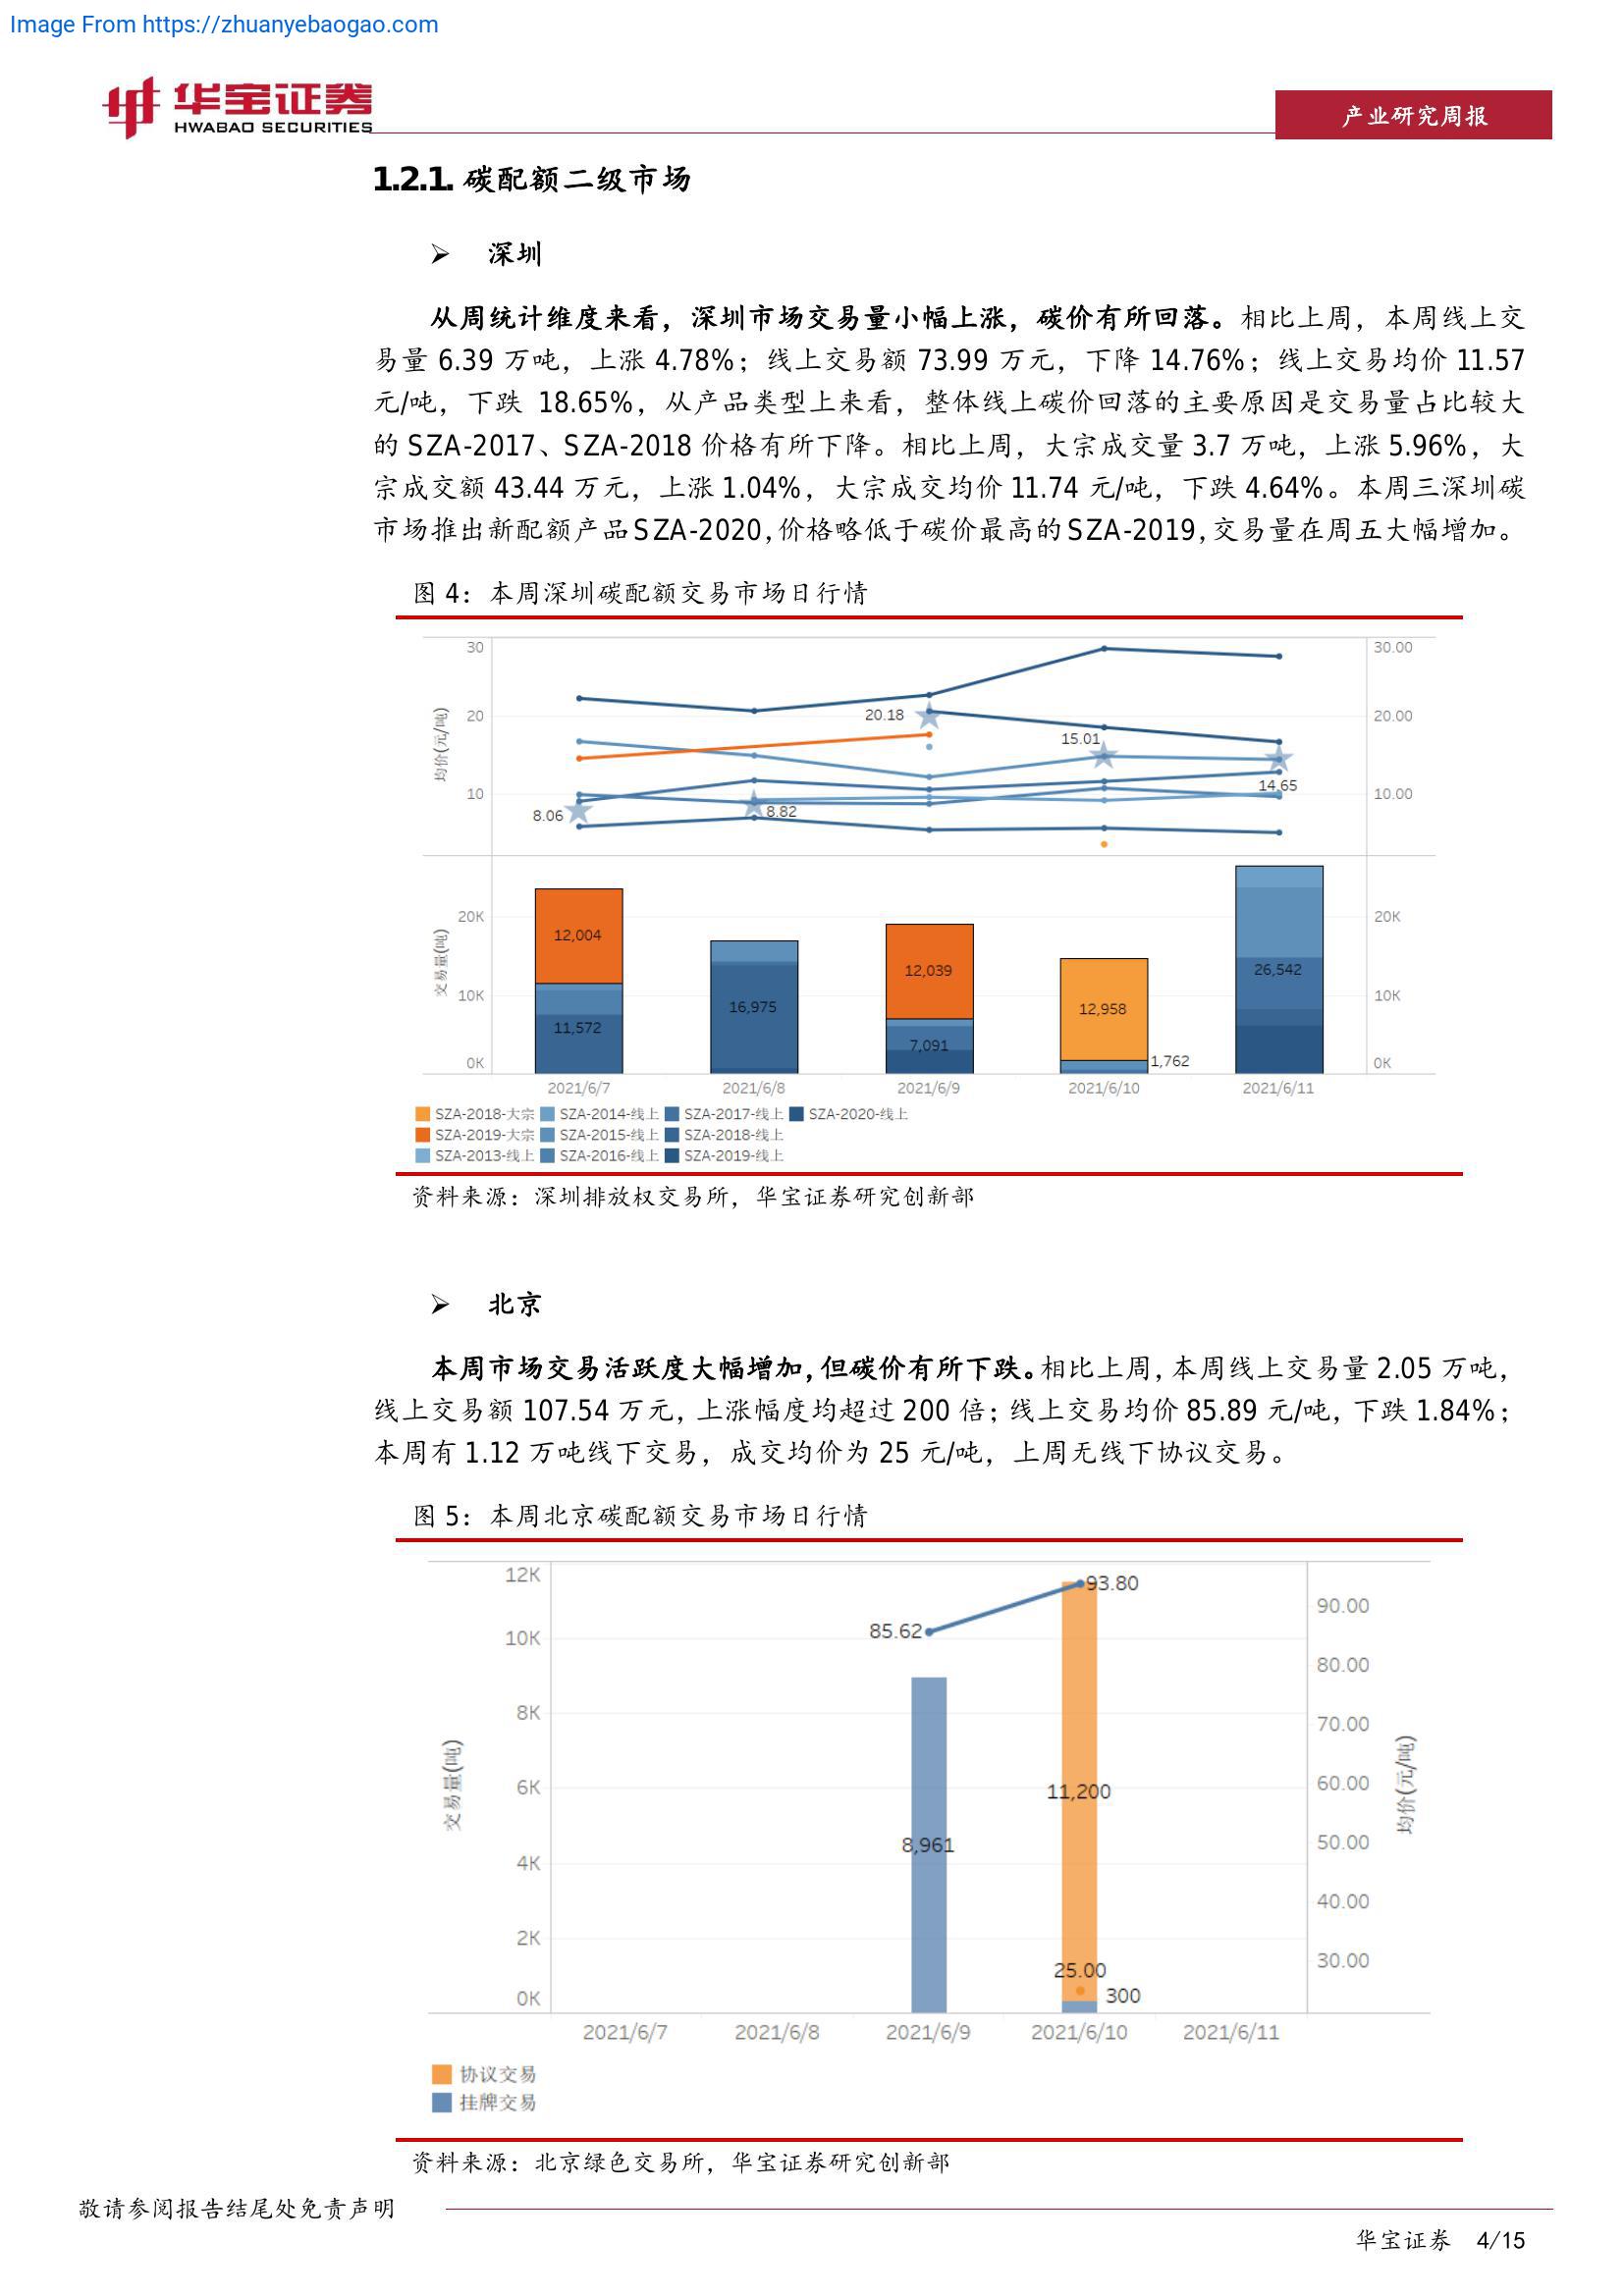 Image From https://zhuanyebaogao.com
华宝证券
HWABAO SECURITIES
产业研究周报
1.2.1. 碳配额二级市场
➢ 深圳
从周统计维度来看，深圳市场交易量小幅上涨，碳价有所回落。相比上周，本周线上交
易量 6.39 万吨，上涨 4.78%；线上交易额 73.99 万元，下降 14.76%；线上交易均价 11.57
元/吨，下跌 18.65%，从产品类型上来看，整体线上碳价回落的主要原因是交易量占比较大
的 SZA-2017、SZA-2018 价格有所下降。相比上周，大宗成交量 3.7 万吨，上涨 5.96%，大
宗成交额 43.44 万元，上涨 1.04%，大宗成交均价 11.74 元/吨，下跌 4.64%。本周三深圳碳
市场推出新配额产品 SZA-2020，价格略低于碳价最高的 SZA-2019，交易量在周五大幅增加。
图 4：本周深圳碳配额交易市场日行情
30
20
10
均价(元/吨)
30.00
20.00
10.00
8.06
8.82
20.18
15.01
14.65
20K
10K
0K
交易量(吨)
20K
10K
0K
12,004
11,572
16,975
12,039
7,091
12,958
1,762
26,542
2021/6/7 2021/6/8 2021/6/9 2021/6/10 2021/6/11
SZA-2018-大宗 SZA-2014-线上 SZA-2017-线上 SZA-2020-线上
SZA-2019-大宗 SZA-2015-线上 SZA-2018-线上
SZA-2013-线上 SZA-2016-线上 SZA-2019-线上
资料来源：深圳排放权交易所，华宝证券研究创新部
➢ 北京
本周市场交易活跃度大幅增加，但碳价有所下跌。相比上周，本周线上交易量 2.05 万吨，
线上交易额 107.54 万元，上涨幅度均超过 200 倍；线上交易均价 85.89 元/吨，下跌 1.84%；
本周有 1.12 万吨线下交易，成交均价为 25 元/吨，上周无线下协议交易。
图 5：本周北京碳配额交易市场日行情
12K
10K
8K
6K
4K
2K
0K
交易量(吨)
90.00
80.00
70.00
60.00
50.00
40.00
30.00
均价(元/吨)
85.62
93.80
8,961
11,200
25.00
300
2021/6/7 2021/6/8 2021/6/9 2021/6/10 2021/6/11
协议交易
挂牌交易
资料来源：北京绿色交易所，华宝证券研究创新部
敬请参阅报告结尾处免责声明
华宝证券 4/15